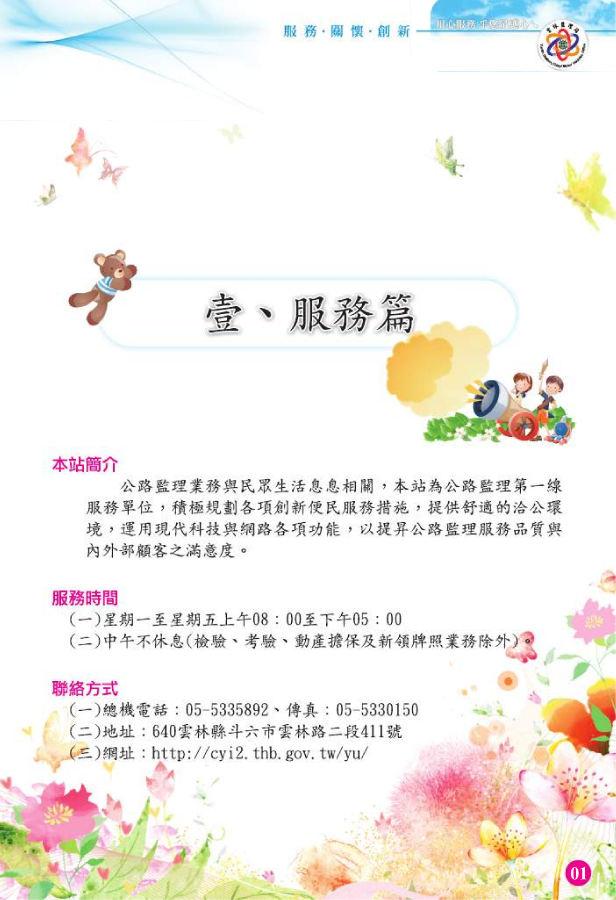 服務‧關懷‧創新
壹、服務篇
本站簡介
公路監理業務與民眾生活息息相關，本站為公路監理第一線
服務單位，積極規劃各項創新便民服務措施，提供舒適的洽公環
境，運用現代科技與網路各項功能，以提昇公路監理服務品質與
內外部顧客之滿意度。
服務時間
(一)星期一至星期五上午08：00至下午05：00
(二)中午不休息(檢驗、考驗、動產擔保及新領牌照業務除外)。
聯絡方式
(一)總機電話：05-5335892、傳真：05-5330150
(二)地址：640雲林縣斗六市雲林路二段411號
(三)網址：http://cyi2.thb.gov.tw/yu/
01